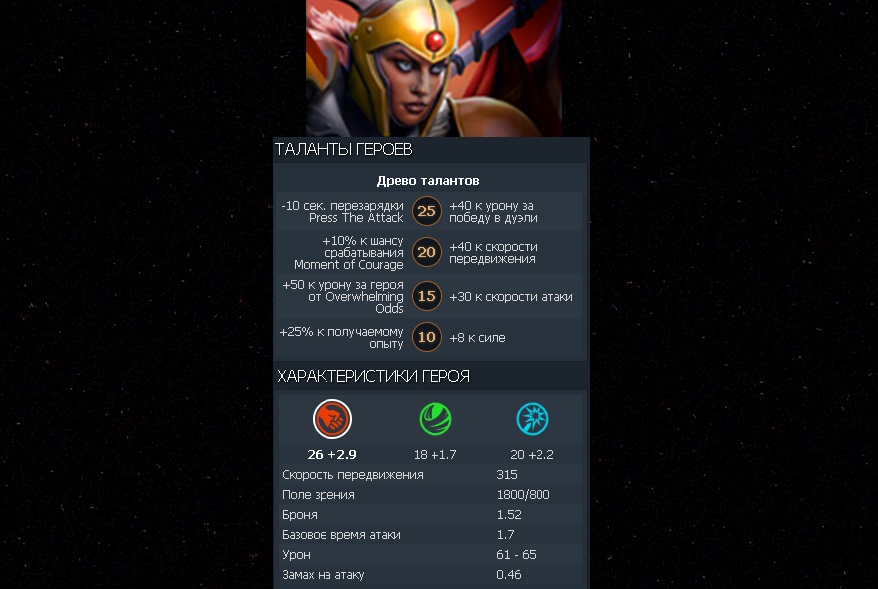 ТАЛАНТЫ ГЕРОЕВ
Древо талантов
-10 сек. перезарядки
Press The Attack
25
+40 к урону за
победу в дуэли
+10% к шансу
срабатывания
Moment of Courage
20
+40 к скорости
передвижения
+50 к урону за героя
от Overwhelming
Odds
15
+30 к скорости атаки
+25% к получаемому
опыту
10
+8 к силе
ХАРАКТЕРИСТИКИ ГЕРОЯ
26 +2.9 18 +1.7 20 +2.2
Скорость передвижения 315
Поле зрения 1800/800
Броня 1.52
Базовое время атаки 1.7
Урон 61 - 65
Замах на атаку 0.46